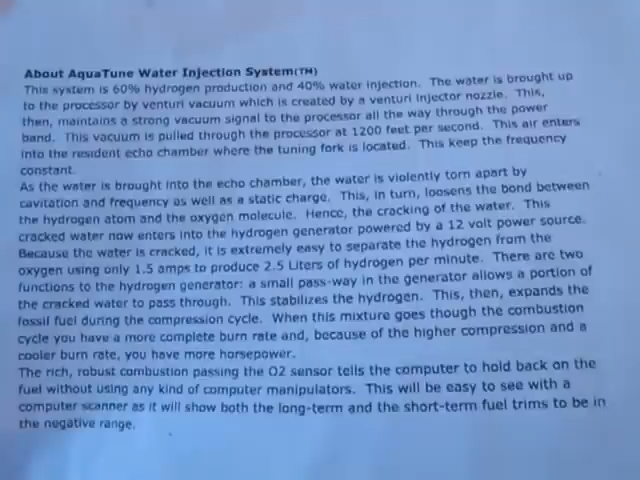 About AquaTune Water Injection System(TM)
This system is 60% hydrogen production and 40% water injection. The water is brought up
to the processor by venturi vacuum which is created by a venturi injector nozzle. This,
then, maintains a strong vacuum signal to the processor all the way through the power
band. This vacuum is pulled through the processor at 1200 feet per second. This air enters
into the resident echo chamber where the tuning fork is located. This keep the frequency
constant.
As the water is brought into the echo chamber, the water is violently torn apart by
cavitation and frequency as well as a static charge. This, in turn, loosens the bond between
the hydrogen atom and the oxygen molecule. Hence, the cracking of the water. This
cracked water now enters into the hydrogen generator powered by a 12 volt power source.
Because the water is cracked, it is extremely easy to separate the hydrogen from the
oxygen using only 1.5 amps to produce 2.5 Liters of hydrogen per minute. There are two
functions to the hydrogen generator: a small pass-way in the generator allows a portion of
the cracked water to pass through. This stabilizes the hydrogen. This, then, expands the
fossil fuel during the compression cycle. When this mixture goes though the combustion
cycle you have a more complete burn rate and, because of the higher compression and a
cooler burn rate, you have more horsepower.
The rich, robust combustion passing the O2 sensor tells the computer to hold back on the
fuel without using any kind of computer manipulators. This will be easy to see with a
computer scanner as it will show both the long-term and the short-term fuel trims to be in
the negative range.